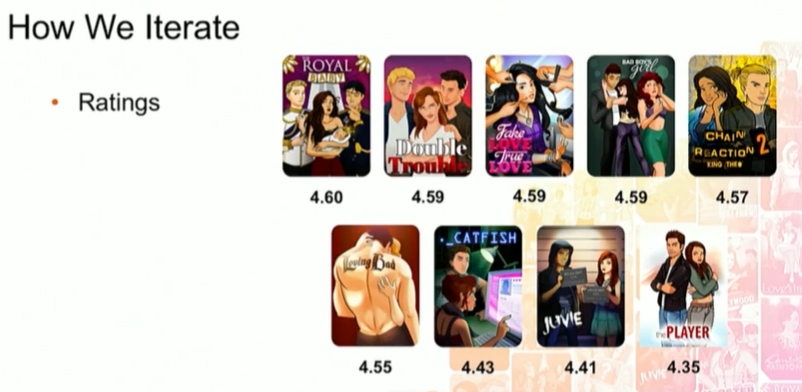 How We Iterate
• Ratings
ROYAL
BABY
Double
Trouble
Fake
LOVE
True
LOVE
BAD BOY'S
girl
CHAIN
REACTION 2
KING THEO
4.60
4.59
4.59
4.59
4.57
Loving Bad
._CATFISH
JUVIE
the PLAYER
4.55
4.43
4.41
4.35